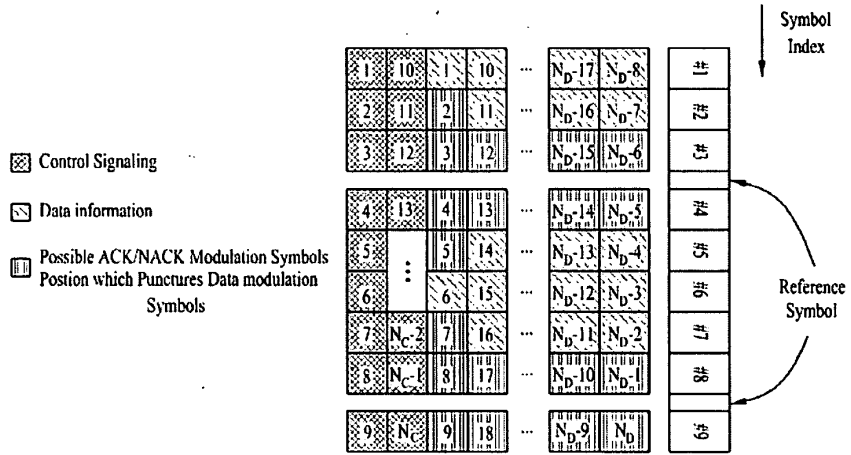 Symbol
Index
1 10 1 10 ... N_D-17 N_D-8 #1
2 11 2 11 ... N_D-16 N_D-7 #2
3 12 3 12 ... N_D-15 N_D-6 #3
Control Signaling
4 13 4 13 ... N_D-14 N_D-5 #4
Data information
5 ... 5 14 ... N_D-13 N_D-4 #5
Possible ACK/NACK Modulation Symbols
Postion which Punctures Data modulation
Symbols
6 6 15 ... N_D-12 N_D-3 #6
Reference
Symbol
7 N_C-2 7 16 ... N_D-11 N_D-2 #7
8 N_C-1 8 17 ... N_D-10 N_D-1 #8
9 N_C 9 18 ... N_D-9 N_D #9